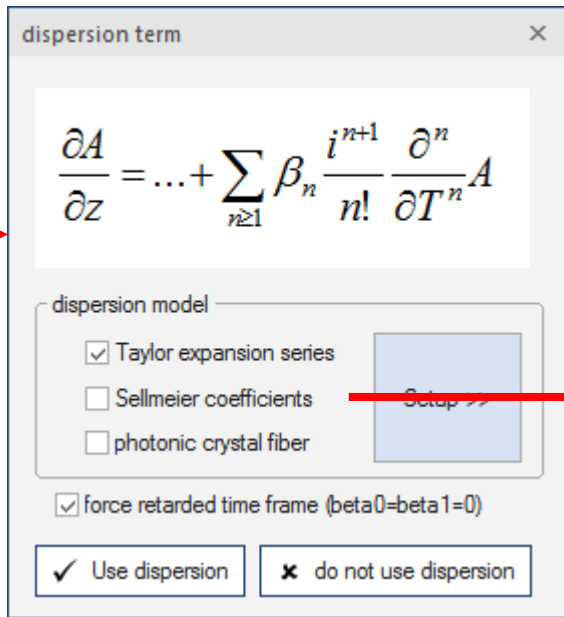 dispersion term ×
∂A/∂z = ...+ ∑_{n≥1} β_n i^{n+1}/n! ∂^n/∂T^n A
dispersion model
Taylor expansion series
Sellmeier coefficients
Setup >>
photonic crystal fiber
force retarded time frame (beta0=beta1=0)
Use dispersion
do not use dispersion